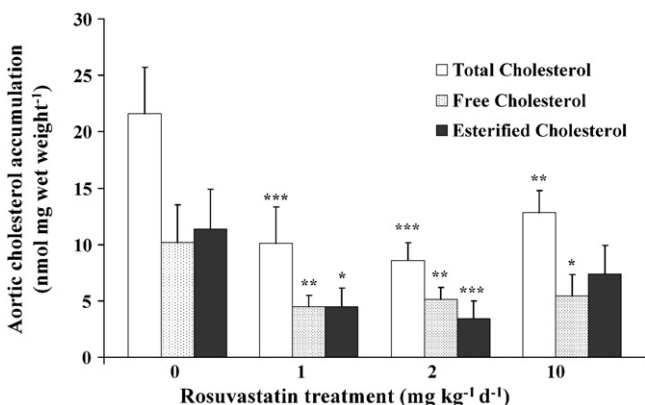 Aortic cholesterol accumulation
(nmol mg wet weight⁻¹)
30
25
20
15
10
5
0
Total Cholesterol
Free Cholesterol
Esterified Cholesterol
***
**
*
***
**
***
**
*
0 1 2 10
Rosuvastatin treatment (mg kg⁻¹ d⁻¹)